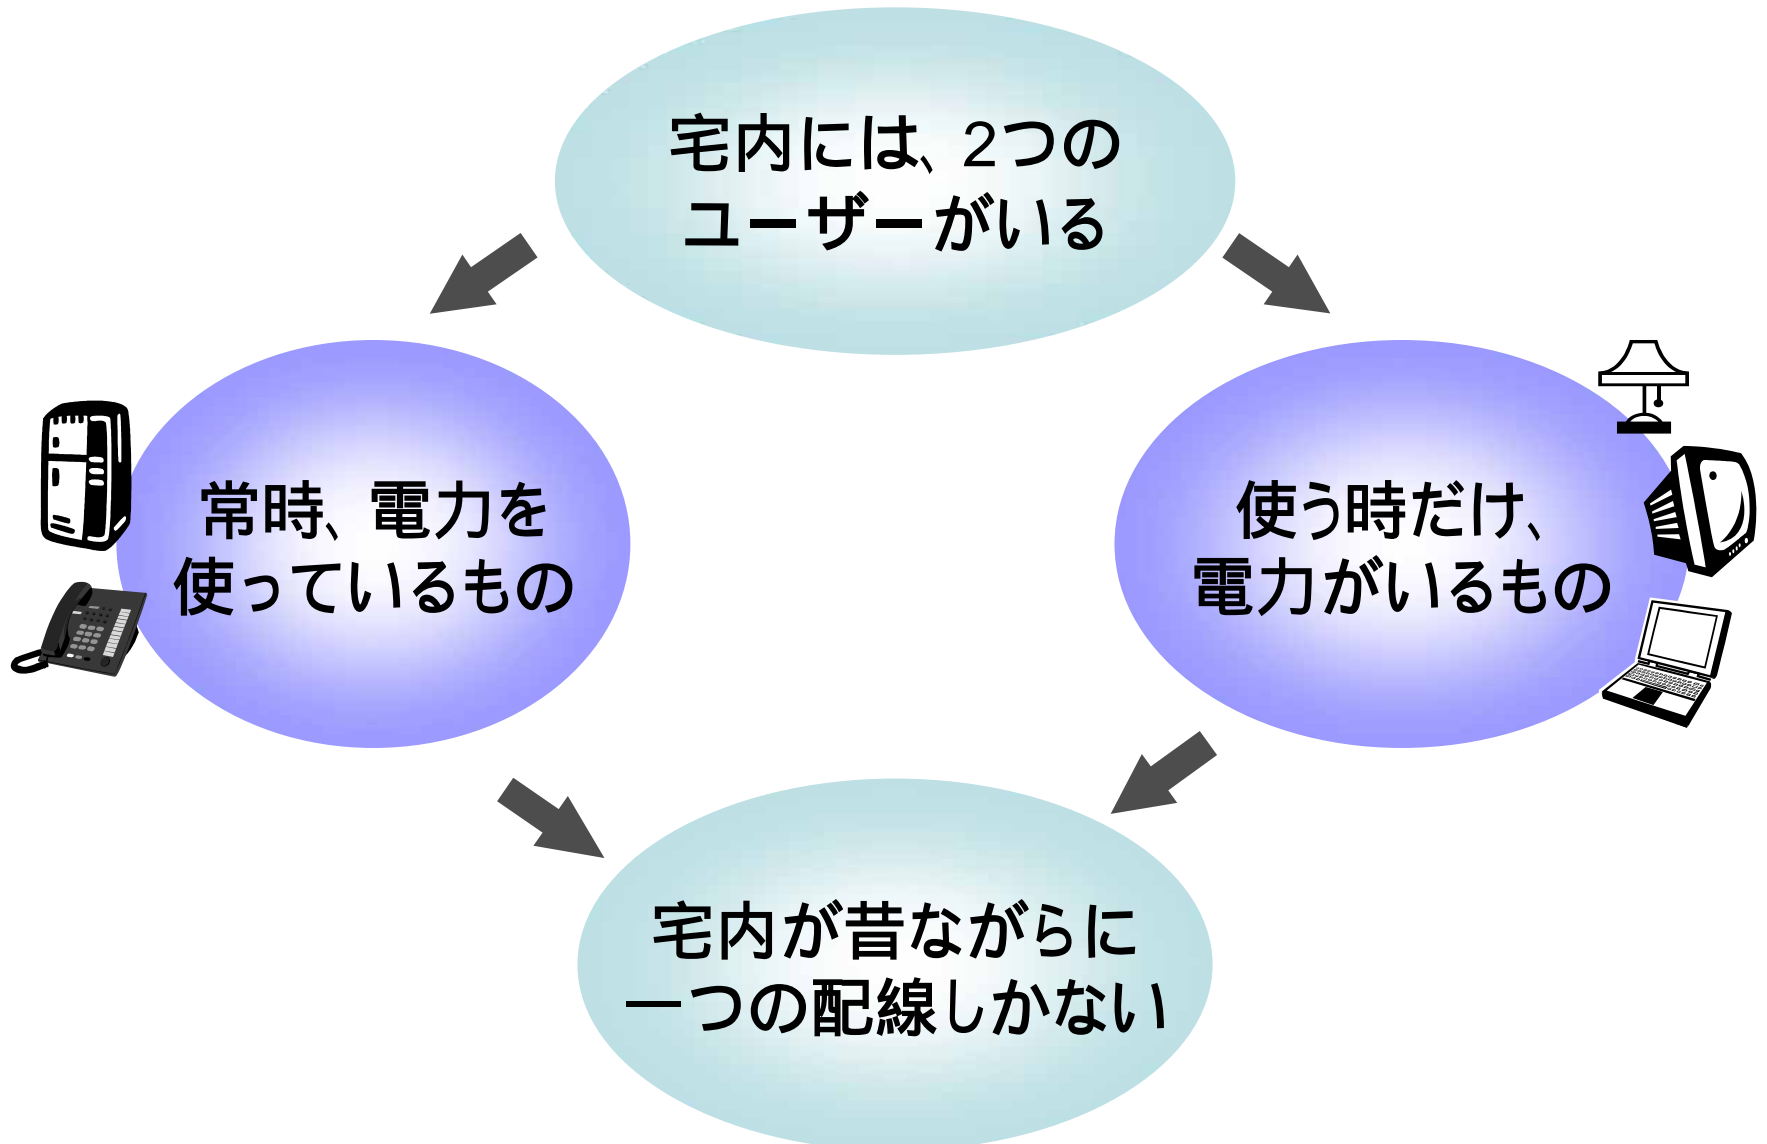 宅内には、2つの
ユーザーがいる
常時、電力を
使っているもの
使う時だけ、
電力がいるもの
宅内が昔ながらに
一つの配線しかない